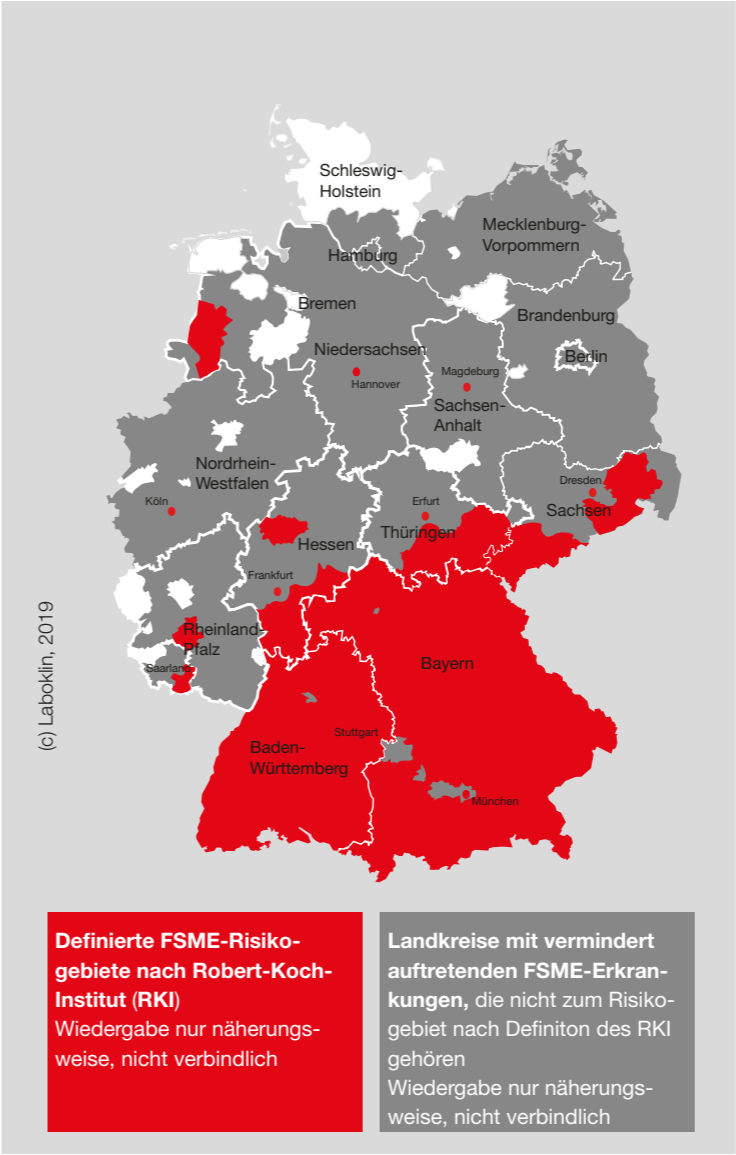 Schleswig-
Holstein
Mecklenburg-
Vorpommern
Hamburg
Bremen
Brandenburg
Niedersachsen
Berlin
Magdeburg
Hannover
Sachsen-
Anhalt
Nordrhein-
Westfalen
Dresden
Köln
Erfurt
Sachsen
Thüringen
Hessen
Frankfurt
Rheinland-
Pfalz
Saarland
Bayern
Stuttgart
Baden-
Württemberg
München
(c) Laboklin, 2019
Definierte FSME-Risiko-
gebiete nach Robert-Koch-
Institut (RKI)
Wiedergabe nur näherungs-
weise, nicht verbindlich
Landkreise mit vermindert
auftretenden FSME-Erkran-
kungen, die nicht zum Risiko-
gebiet nach Definiton des RKI
gehören
Wiedergabe nur näherungs-
weise, nicht verbindlich